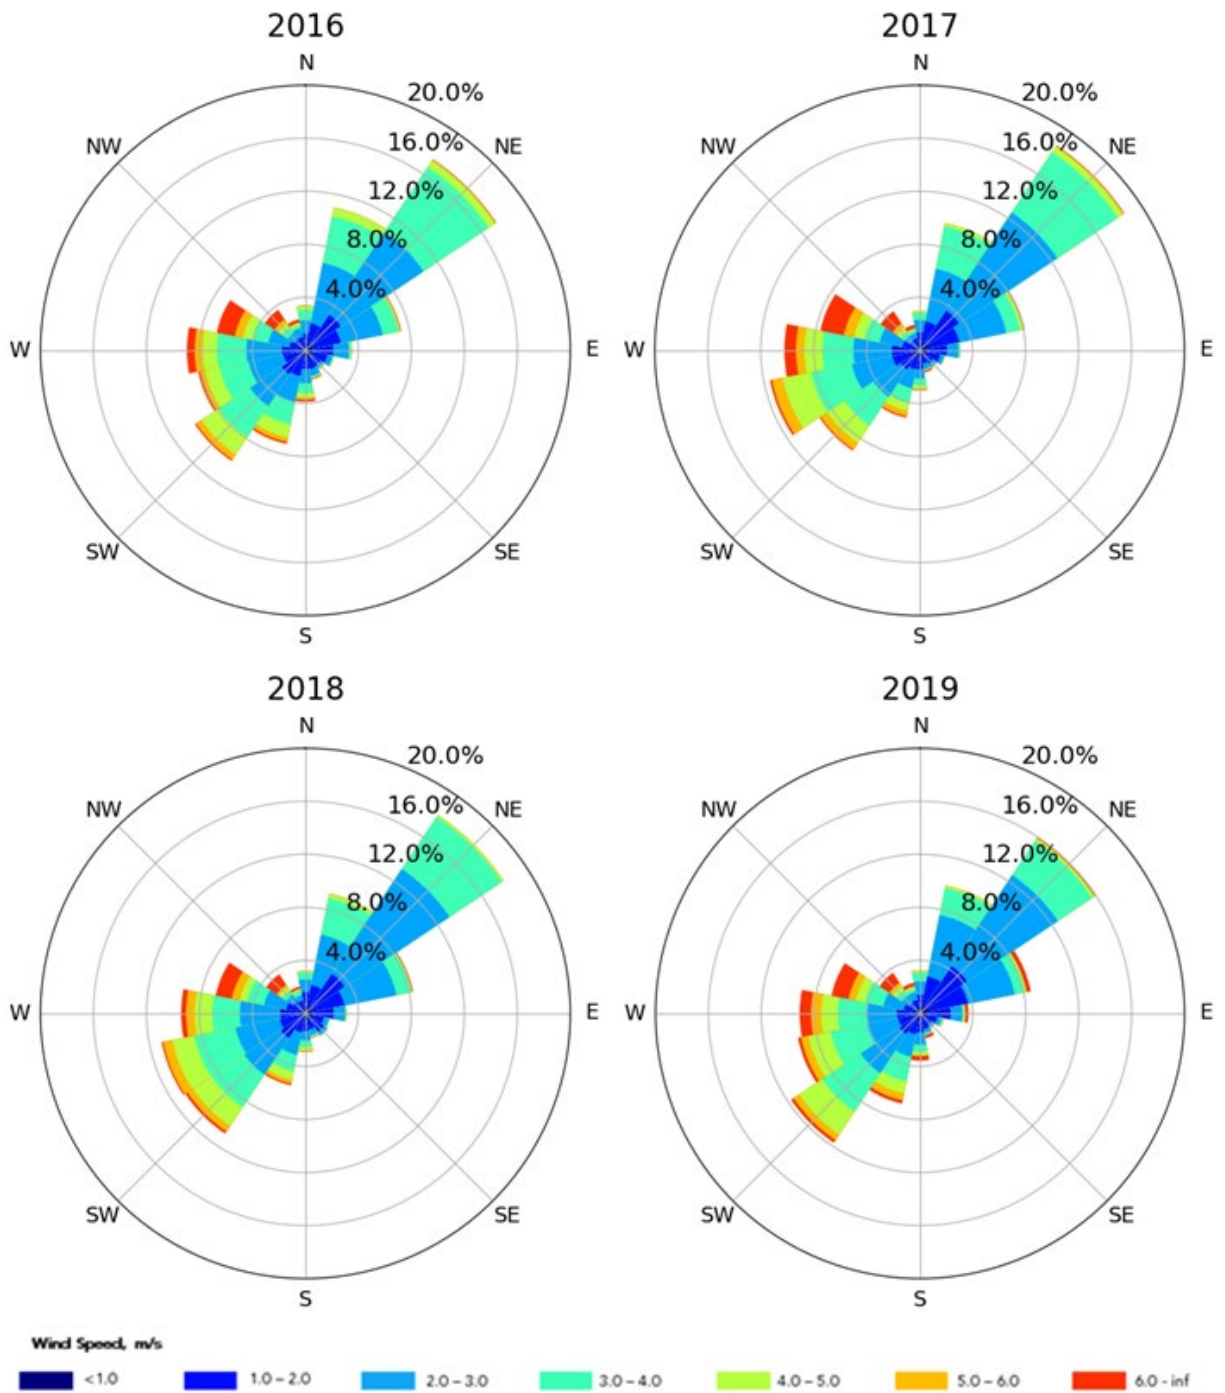 2016
2017
N
N
20.0%
20.0%
16.0%
16.0%
NW
NE
NW
NE
12.0%
12.0%
8.0%
8.0%
4.0%
4.0%
W
E
W
E
SW
SE
SW
SE
S
S
2018
2019
N
N
20.0%
20.0%
16.0%
16.0%
NW
NE
NW
NE
12.0%
12.0%
8.0%
8.0%
4.0%
4.0%
W
E
W
E
SW
SE
SW
SE
S
S
Wind Speed, m/s
<1.0
1.0 – 2.0
2.0 – 3.0
3.0 – 4.0
4.0 – 5.0
5.0 – 6.0
6.0 - inf